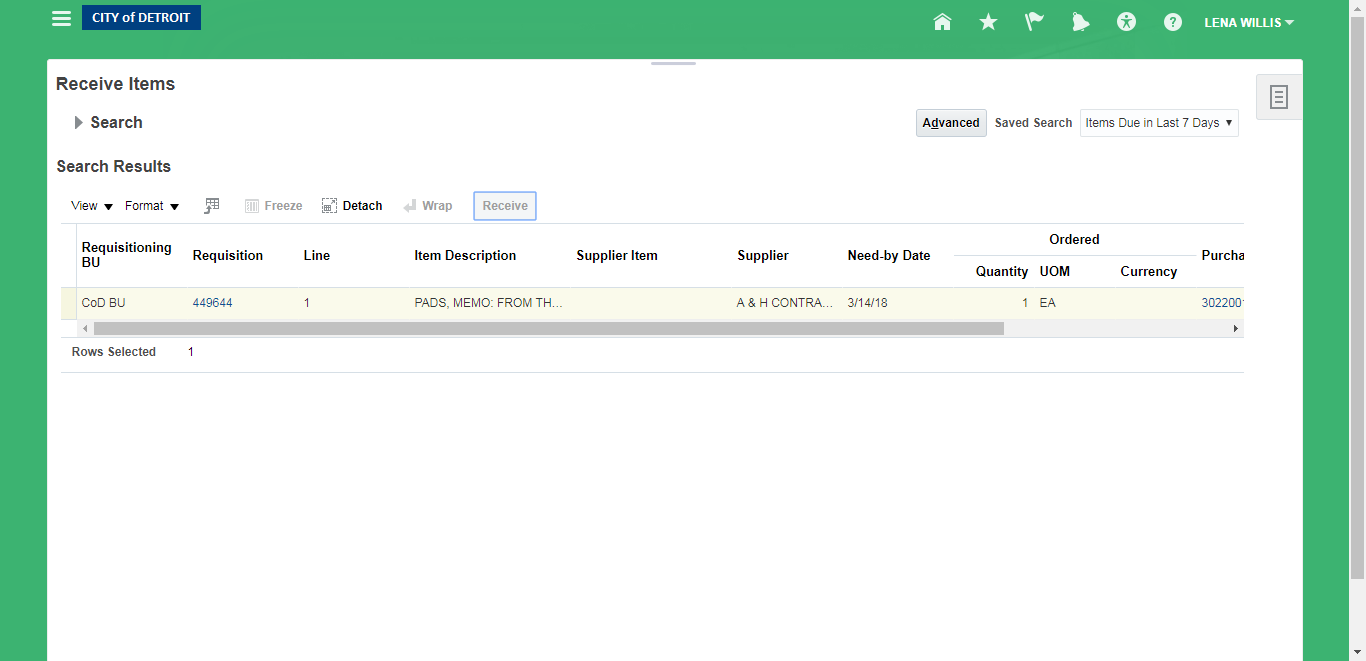 CITY of DETROIT
LENA WILLIS
Receive Items
Search
Advanced Saved Search Items Due in Last 7 Days
Search Results
View Format Freeze Detach Wrap Receive
Requisitioning BU Requisition Line Item Description Supplier Item Supplier Need-by Date Ordered Purcha
Quantity UOM Currency
CoD BU 449644 1 PADS, MEMO: FROM TH... A & H CONTRA... 3/14/18 1 EA 302200
Rows Selected 1